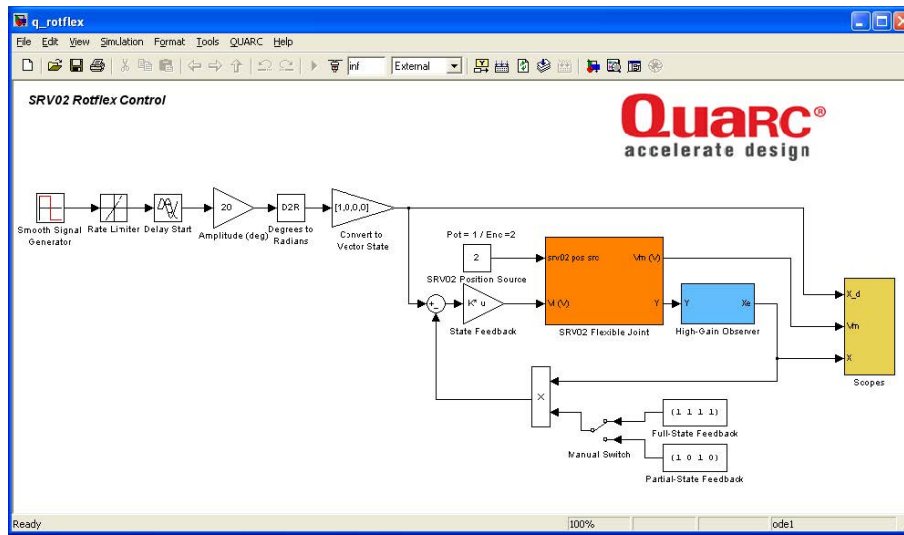 q_rotflex
File Edit View Simulation Format Tools QUARC Help
inf
External
SRV02 Rotflex Control
QUARC®
accelerate design
20
D2R
[1,0,0,0]
Smooth Signal
Generator
Rate Limiter
Delay Start
Amplitude (deg)
Degrees to
Radians
Convert to
Vector State
Pot = 1 / Enc =2
2
SRV02 Position Source
srv02 pos src
Vm (V)
K* u
State Feedback
Vl (V)
Y
SRV02 Flexible Joint
Y
Xe
High-Gain Observer
X_d
Vm
X
Scopes
X
(1 1 1 1)
Full-State Feedback
Manual Switch
(1 0 1 0)
Partial-State Feedback
Ready
100%
ode1